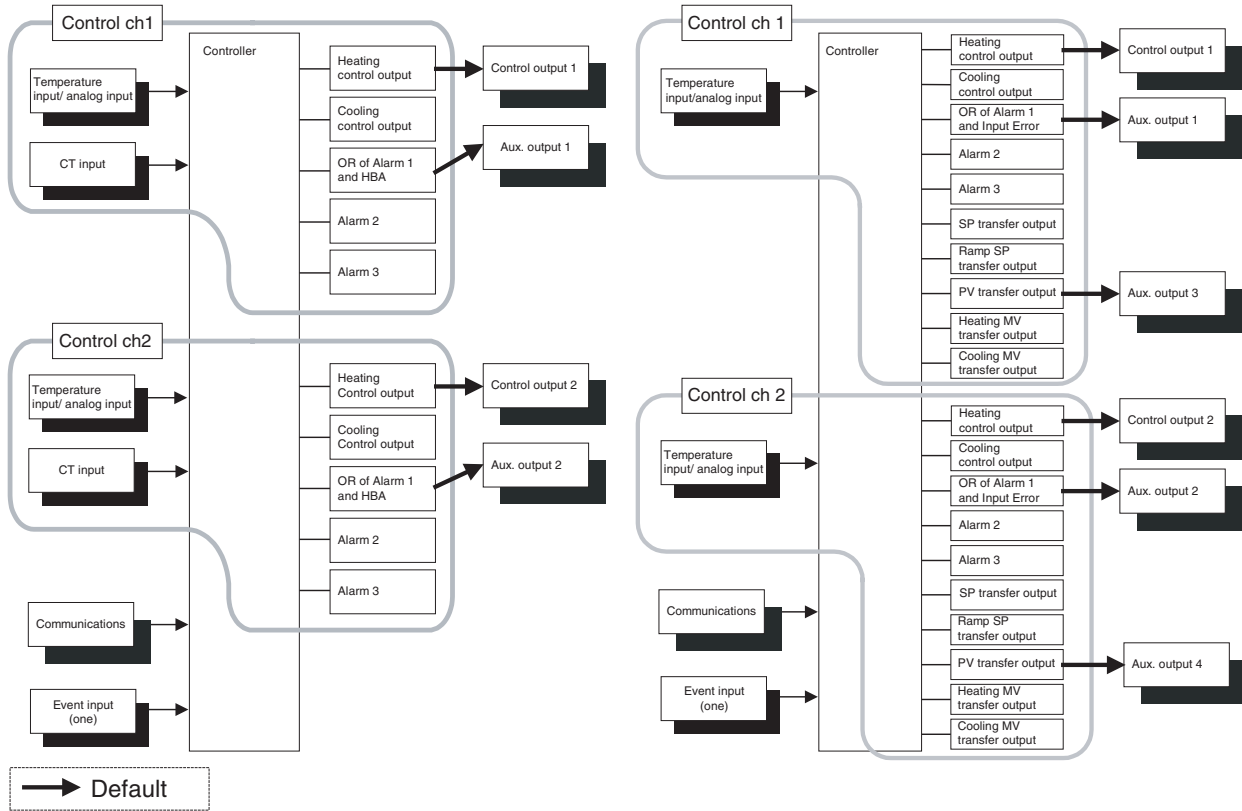 Control ch1
Controller
Temperature
input/ analog input
CT input
Heating
control output
Cooling
control output
OR of Alarm 1
and HBA
Alarm 2
Alarm 3
Control output 1
Aux. output 1
Control ch2
Temperature
input/ analog input
CT input
Heating
Control output
Cooling
Control output
OR of Alarm 1
and HBA
Alarm 2
Alarm 3
Control output 2
Aux. output 2
Communications
Event input
(one)
Default
Control ch 1
Controller
Temperature
input/analog input
Heating
control output
Cooling
control output
OR of Alarm 1
and Input Error
Alarm 2
Alarm 3
SP transfer output
Ramp SP
transfer output
PV transfer output
Heating MV
transfer output
Cooling MV
transfer output
Control output 1
Aux. output 1
Aux. output 3
Control ch 2
Temperature
input/ analog input
Heating
control output
Cooling
control output
OR of Alarm 1
and Input Error
Alarm 2
Alarm 3
SP transfer output
Ramp SP
transfer output
PV transfer output
Heating MV
transfer output
Cooling MV
transfer output
Control output 2
Aux. output 2
Aux. output 4
Communications
Event input
(one)